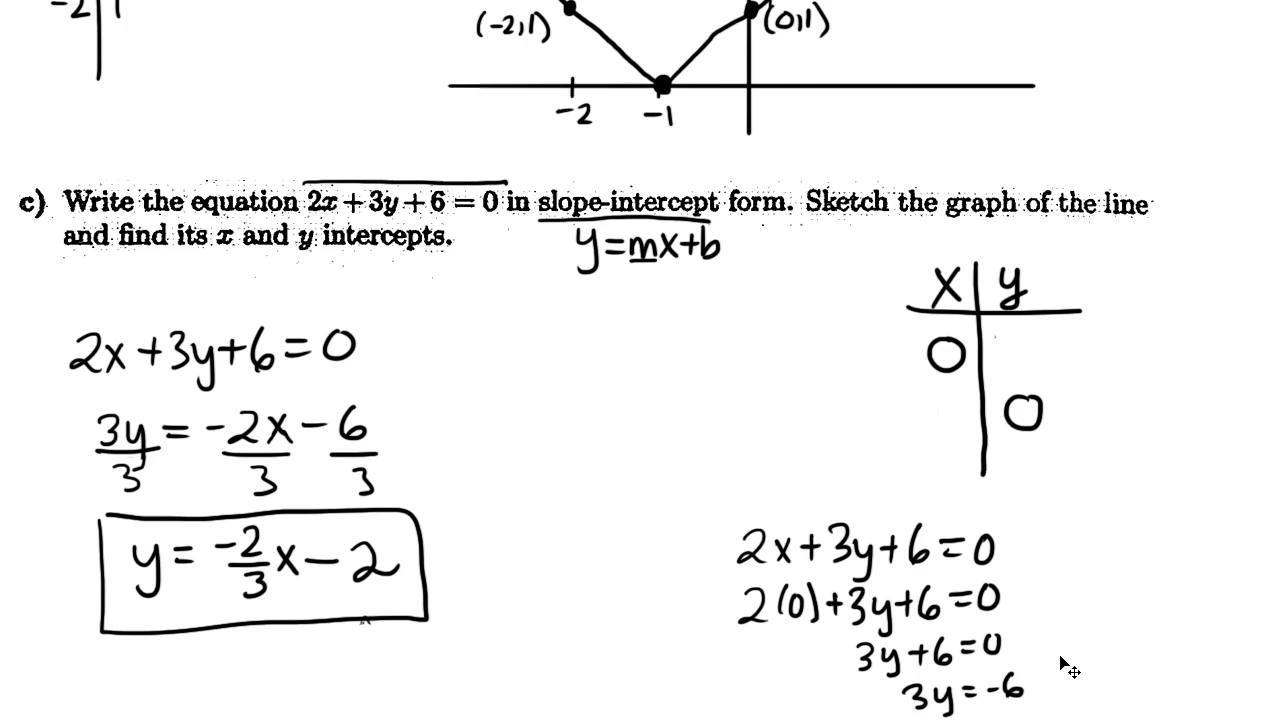 -2
(-2,1)
(0,1)
-2
-1
c) Write the equation 2x + 3y + 6 = 0 in slope-intercept form. Sketch the graph of the line
and find its x and y intercepts.
y=mx+b
x y
0
0
2x+3y+6=0
3y/3 = -2x/3 - 6/3
y = -2/3 x - 2
2x+3y+6=0
2(0)+3y+6=0
3y+6=0
3y=-6